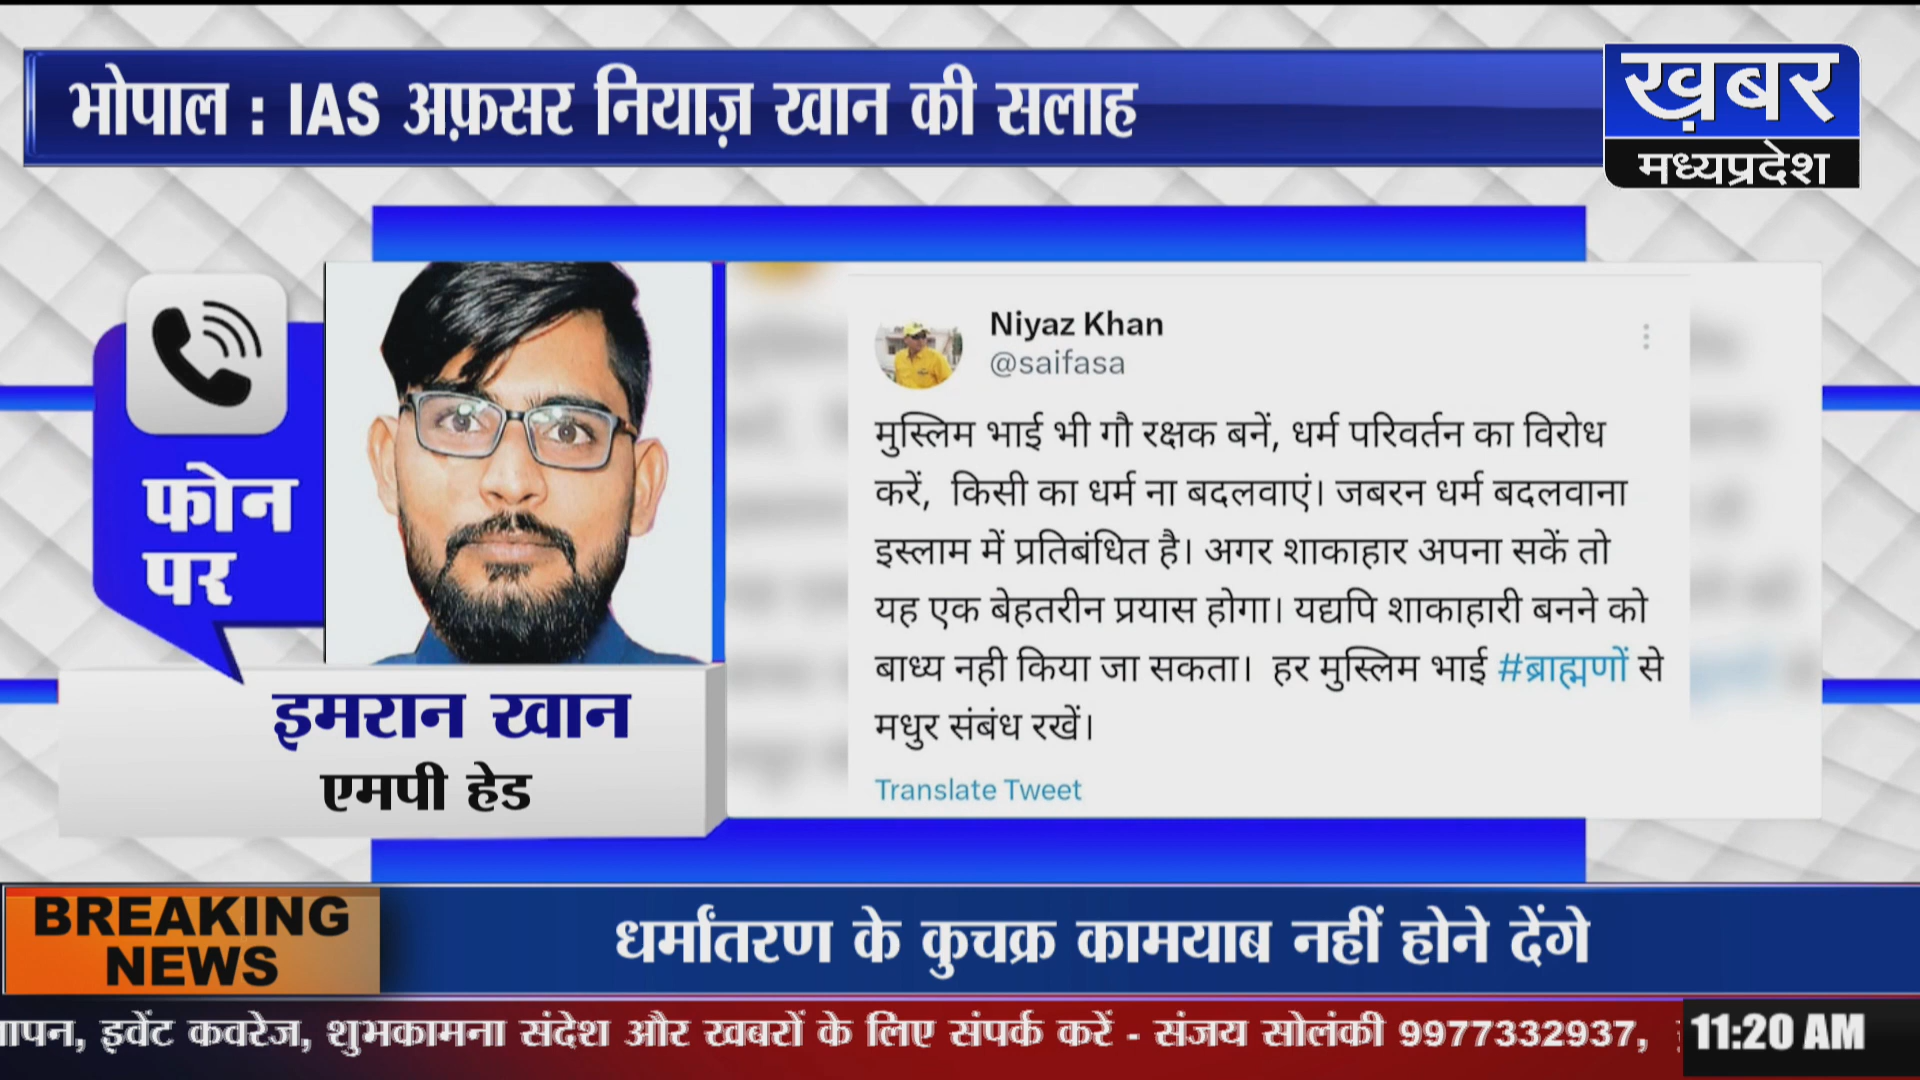 भोपाल : IAS अफ़सर नियाज़ खान की सलाह
ख़बर
मध्यप्रदेश
फोन
पर
इमरान खान
एमपी हेड
Niyaz Khan
@saifasa
मुस्लिम भाई भी गौ रक्षक बनें, धर्म परिवर्तन का विरोध
करें, किसी का धर्म ना बदलवाएं। जबरन धर्म बदलवाना
इस्लाम में प्रतिबंधित है। अगर शाकाहार अपना सकें तो
यह एक बेहतरीन प्रयास होगा। यद्यपि शाकाहारी बनने को
बाध्य नही किया जा सकता। हर मुस्लिम भाई #ब्राह्मणों से
मधुर संबंध रखें।
Translate Tweet
BREAKING
NEWS
धर्मांतरण के कुचक्र कामयाब नहीं होने देंगे
इवेंट कवरेज, शुभकामना संदेश और खबरों के लिए संपर्क करें - संजय सोलंकी 9977332937,
11:20 AM